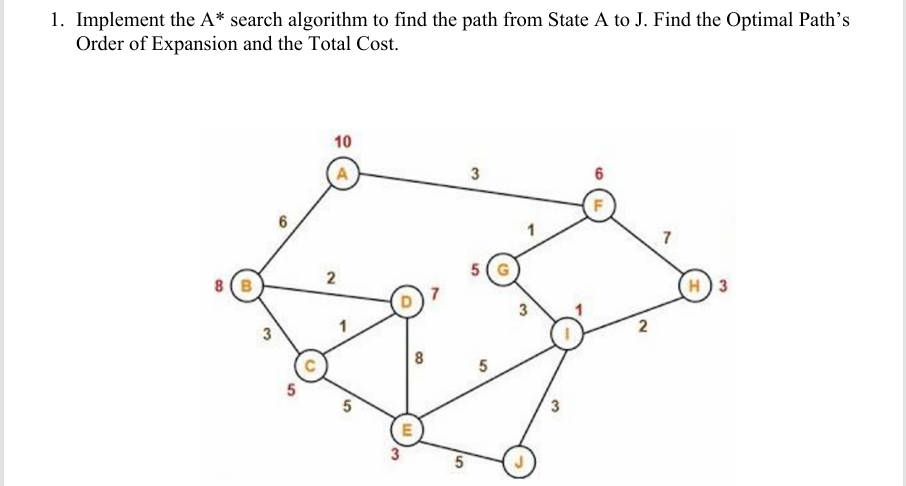 1. Implement the A* search algorithm to find the path from State A to J. Find the Optimal Path's
Order of Expansion and the Total Cost.
10
A
3
6
F
6
1
7
5 G
8 B
2
D 7
H 3
3
1
3
1
I
2
C
8
5
5
5
3
E
3
5
J